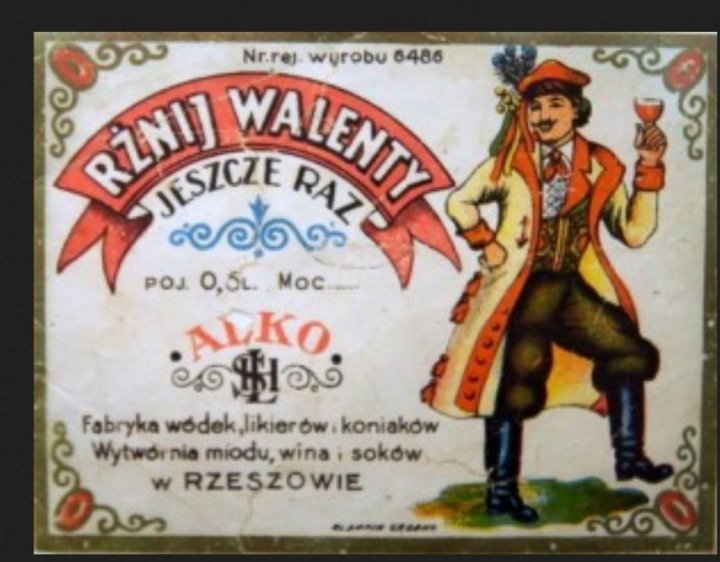 Nr. rej. wyrobu 6486
RŻNIJ WALENTY
JESZCZE RAZ
POJ. 0,5L. MOC......
ALKO
Fabryka wódek, likierów i koniaków
Wytwórnia miodu, wina i soków
w RZESZOWIE